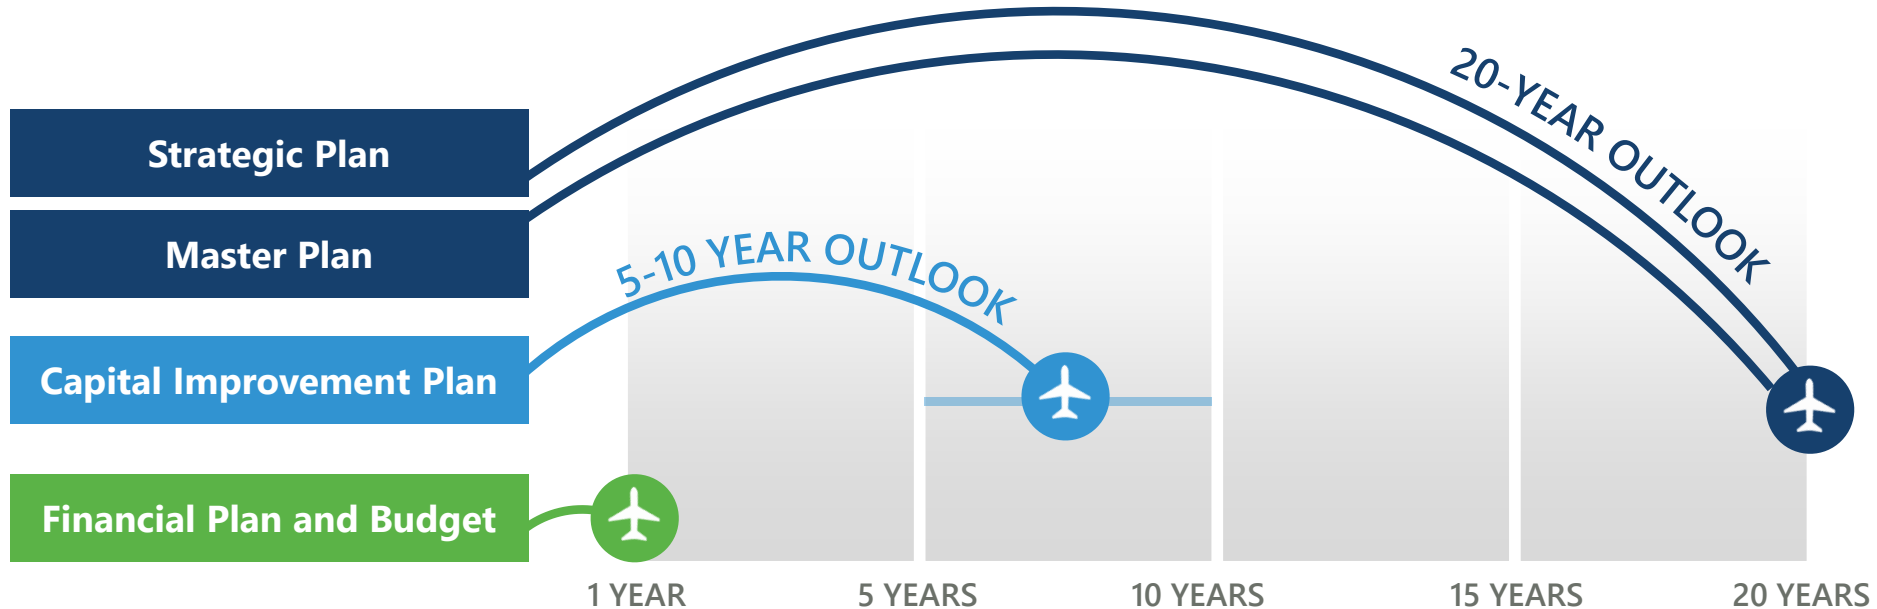 Strategic Plan
Master Plan
Capital Improvement Plan
Financial Plan and Budget
20-YEAR OUTLOOK
5-10 YEAR OUTLOOK
1 YEAR
5 YEARS
10 YEARS
15 YEARS
20 YEARS